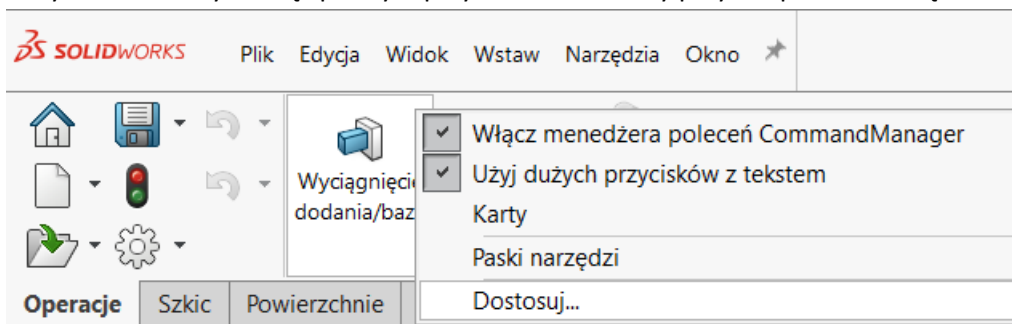 SOLIDWORKS Plik Edycja Widok Wstaw Narzędzia Okno
Wyciągnięci
dodania/baz
Włącz menedżera poleceń CommandManager
Użyj dużych przycisków z tekstem
Karty
Paski narzędzi
Dostosuj...
Operacje Szkic Powierzchnie